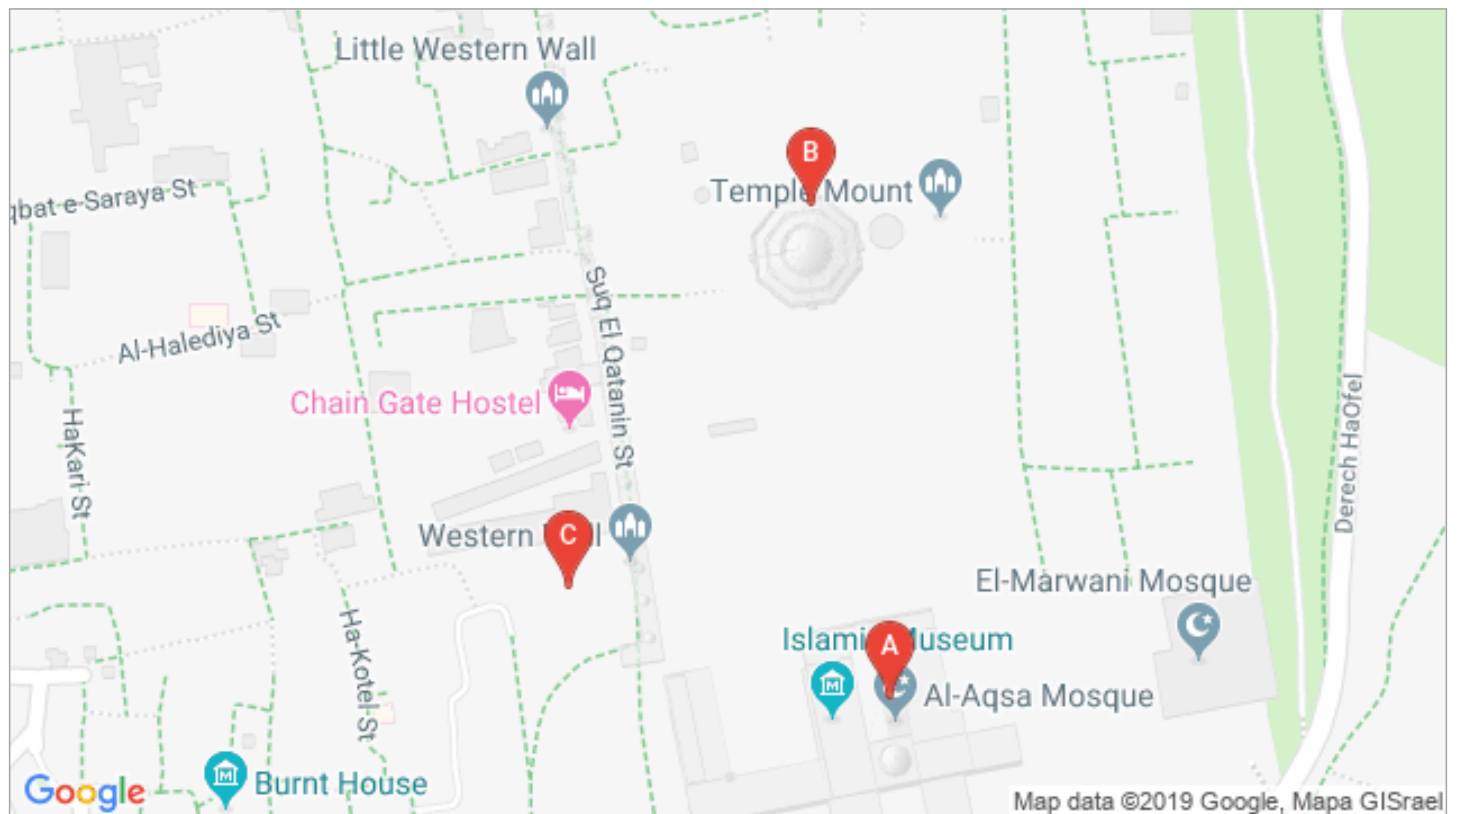 Little Western Wall
B
Temple Mount
qbat e-Saraya St
Suq El Qatanin St
Al-Halediya St
Chain Gate Hostel
HaKari St
Derech HaOfel
Western
C
El-Marwani Mosque
Ha-Kotel St
Islamic Museum
A
Al-Aqsa Mosque
Burnt House
Google
Map data ©2019 Google, Mapa GISrael